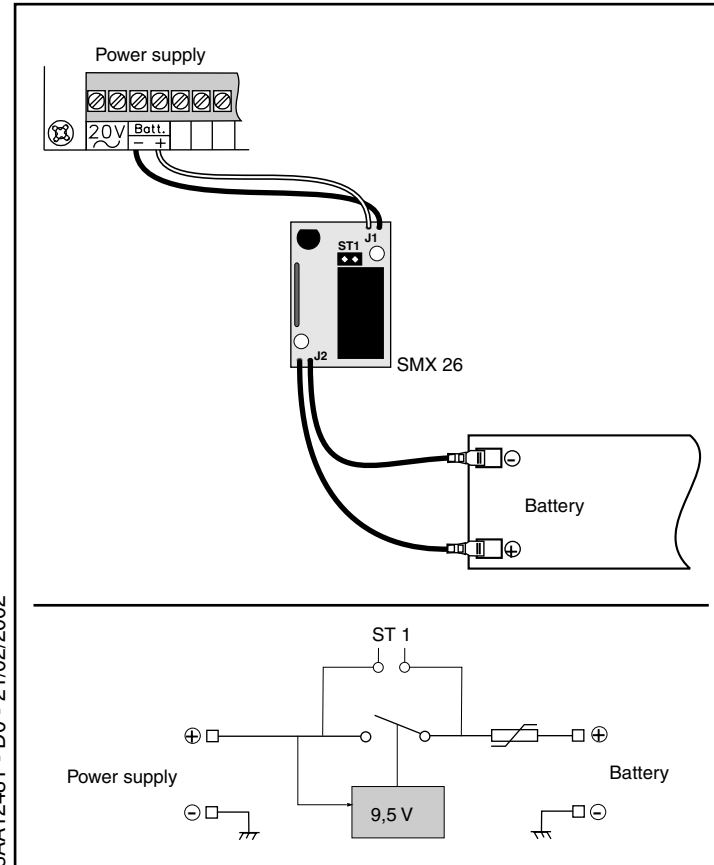 Power supply
20V
Batt.
− +
J1
ST1
J2
SMX 26
−
Battery
+
ST 1
+ +
Power supply
Battery
− 9,5 V −